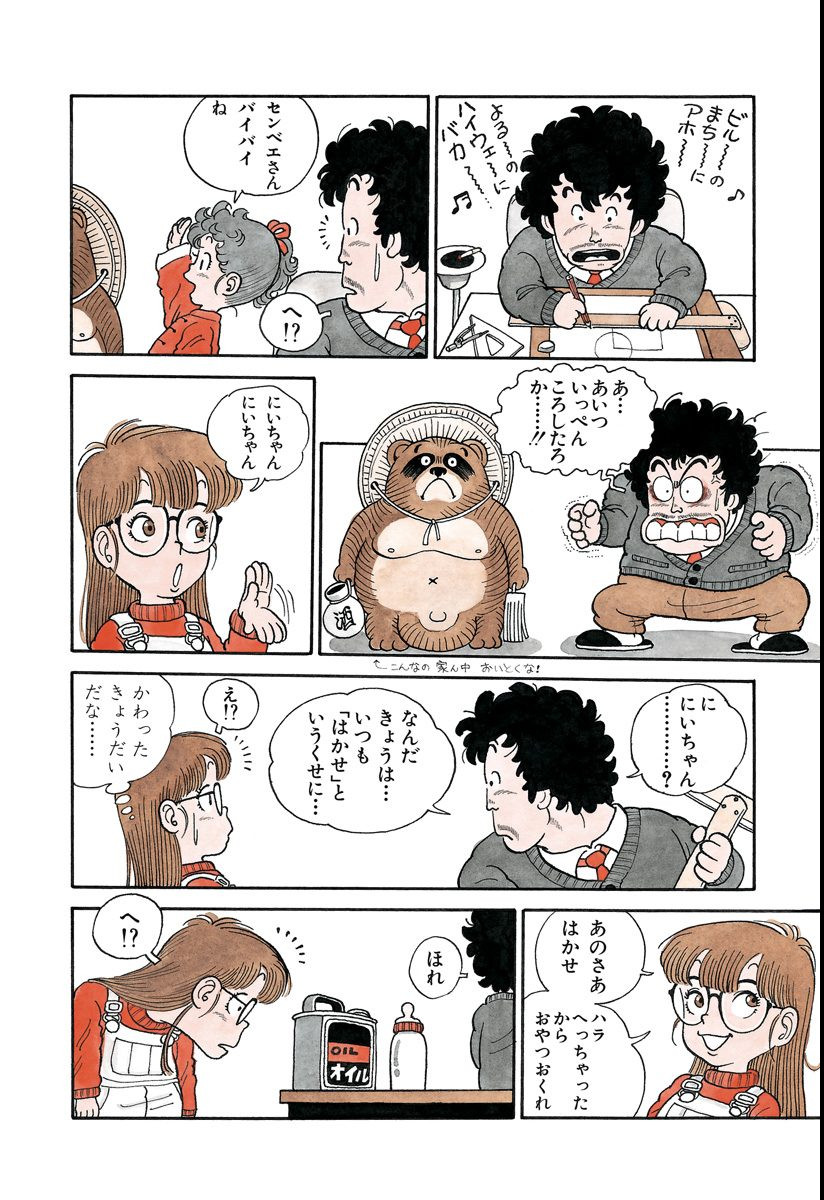 ビル〜〜の
まち〜〜に
アホ〜〜
よる〜〜の
ハイウェ〜〜に
バカ〜〜…
センベエさん
バイバイ
ね
へ!?
あ…
あいつ
いっぺん
ころしたろ
か………!!
酒
こんなの 家ん中 おいとくな!
にいちゃん
にいちゃん
に
にいちゃん
…………?
なんだ
きょうは…
いつも
「はかせ」と
いうくせに…
え!?
かわった
きょうだい
だな……
あのさあ
はかせ
ハラ
へっちゃった
から
おやつおくれ
ほれ
OIL
オイル
へ!?